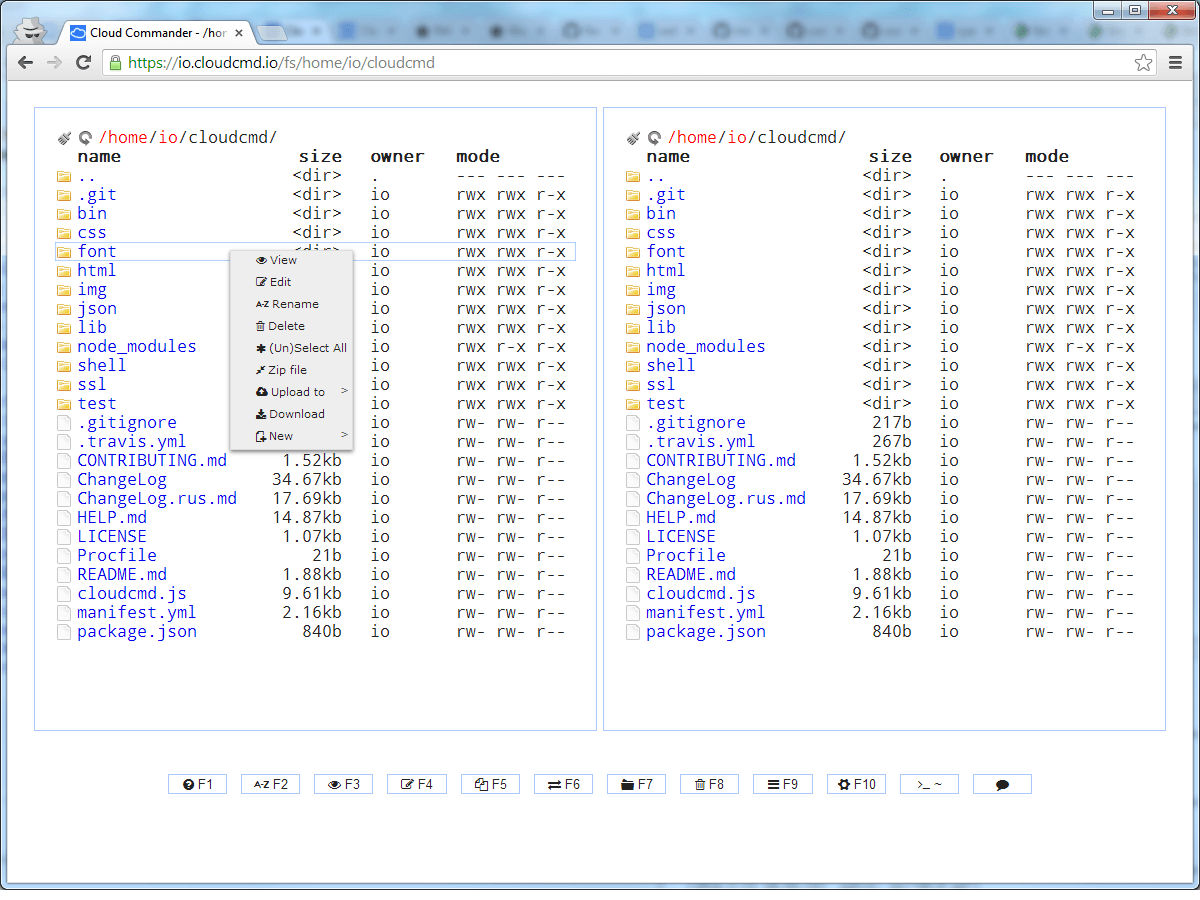 Cloud Commander - /hor
https://io.cloudcmd.io/fs/home/io/cloudcmd
/home/io/cloudcmd/
name size owner mode
.. <dir> . --- --- ---
.git <dir> io rwx rwx r-x
bin <dir> io rwx rwx r-x
css <dir> io rwx rwx r-x
font <dir> io rwx rwx r-x
html io rwx rwx r-x
img io rwx rwx r-x
json io rwx rwx r-x
lib io rwx rwx r-x
node_modules io rwx r-x r-x
shell io rwx rwx r-x
ssl io rwx rwx r-x
test io rwx rwx r-x
.gitignore io rw- rw- r--
.travis.yml io rw- rw- r--
CONTRIBUTING.md 1.52kb io rw- rw- r--
ChangeLog 34.67kb io rw- rw- r--
ChangeLog.rus.md 17.69kb io rw- rw- r--
HELP.md 14.87kb io rw- rw- r--
LICENSE 1.07kb io rw- rw- r--
Procfile 21b io rw- rw- r--
README.md 1.88kb io rw- rw- r--
cloudcmd.js 9.61kb io rw- rw- r--
manifest.yml 2.16kb io rw- rw- r--
package.json 840b io rw- rw- r--
View
Edit
A-Z Rename
Delete
(Un)Select All
Zip file
Upload to >
Download
New >
/home/io/cloudcmd/
name size owner mode
.. <dir> . --- --- ---
.git <dir> io rwx rwx r-x
bin <dir> io rwx rwx r-x
css <dir> io rwx rwx r-x
font <dir> io rwx rwx r-x
html <dir> io rwx rwx r-x
img <dir> io rwx rwx r-x
json <dir> io rwx rwx r-x
lib <dir> io rwx rwx r-x
node_modules <dir> io rwx r-x r-x
shell <dir> io rwx rwx r-x
ssl <dir> io rwx rwx r-x
test <dir> io rwx rwx r-x
.gitignore 217b io rw- rw- r--
.travis.yml 267b io rw- rw- r--
CONTRIBUTING.md 1.52kb io rw- rw- r--
ChangeLog 34.67kb io rw- rw- r--
ChangeLog.rus.md 17.69kb io rw- rw- r--
HELP.md 14.87kb io rw- rw- r--
LICENSE 1.07kb io rw- rw- r--
Procfile 21b io rw- rw- r--
README.md 1.88kb io rw- rw- r--
cloudcmd.js 9.61kb io rw- rw- r--
manifest.yml 2.16kb io rw- rw- r--
package.json 840b io rw- rw- r--
F1 A-Z F2 F3 F4 F5 F6 F7 F8 F9 F10 >_ ~